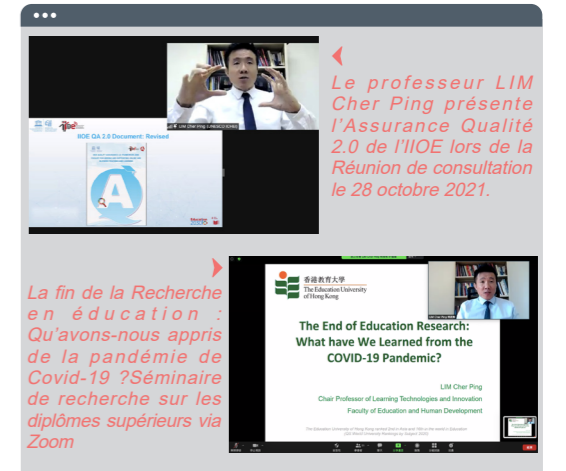 Le professeur LIM
Cher Ping présente
l'Assurance Qualité
2.0 de l'IIOE lors de la
Réunion de consultation
le 28 octobre 2021.
IIOE QA 2.0 Document: Revised
A
La fin de la Recherche
en éducation :
Qu'avons-nous appris
de la pandémie de
Covid-19 ?Séminaire
de recherche sur les
diplômes supérieurs via
Zoom
香港教育大學
The Education University
of Hong Kong
The End of Education Research:
What have We Learned from the
COVID-19 Pandemic?
LIM Cher Ping
Chair Professor of Learning Technologies and Innovation
Faculty of Education and Human Development